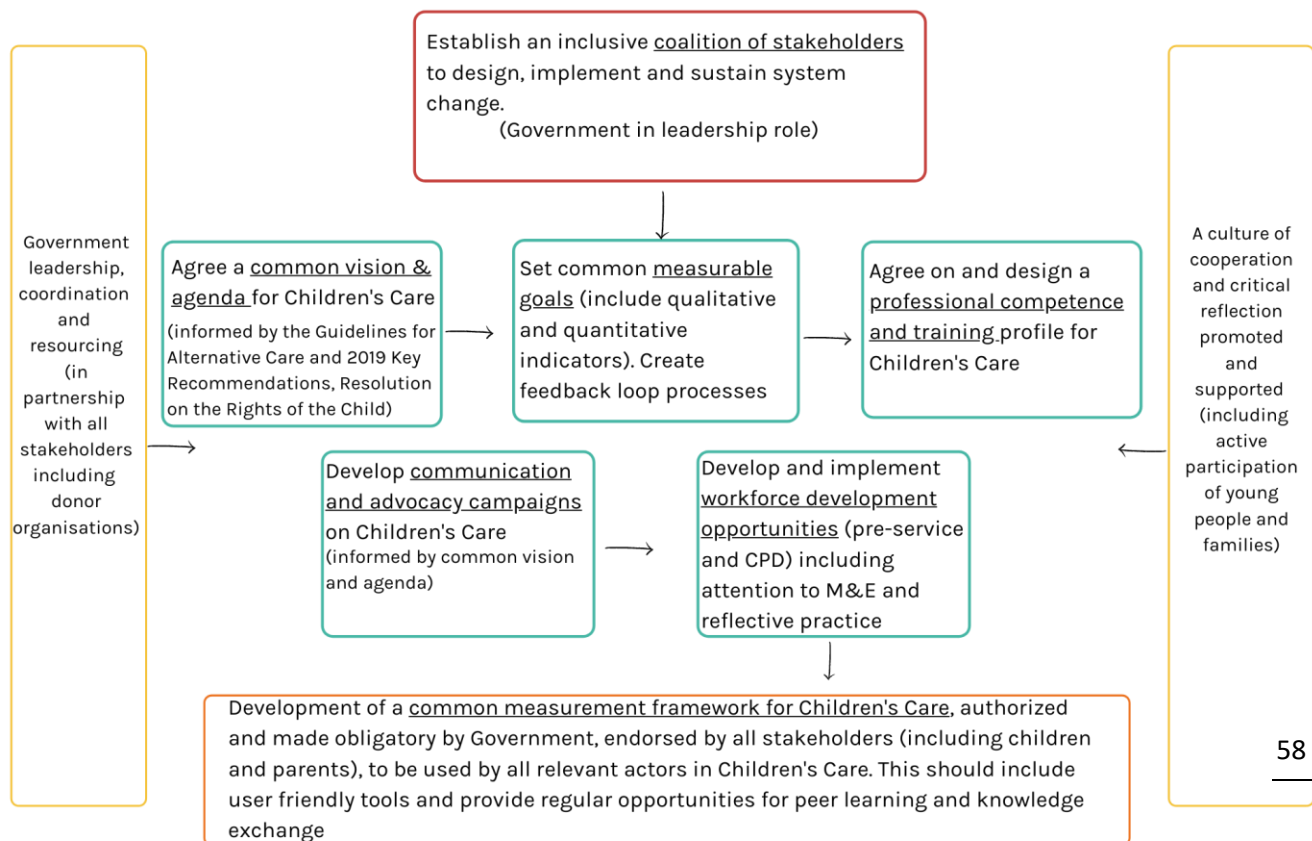 Establish an inclusive coalition of stakeholders
to design, implement and sustain system
change.
(Government in leadership role)
Government
leadership,
coordination
and
resourcing
(in
partnership
with all
stakeholders
including
donor
organisations)
Agree a common vision &
agenda for Children's Care
(informed by the Guidelines for
Alternative Care and 2019 Key
Recommendations, Resolution
on the Rights of the Child)
Set common measurable
goals (include qualitative
and quantitative
indicators). Create
feedback loop processes
Agree on and design a
professional competence
and training profile for
Children's Care
A culture of
cooperation
and critical
reflection
promoted
and
supported
(including
active
participation
of young
people and
families)
Develop communication
and advocacy campaigns
on Children's Care
(informed by common vision
and agenda)
Develop and implement
workforce development
opportunities (pre-service
and CPD) including
attention to M&E and
reflective practice
Development of a common measurement framework for Children's Care, authorized
and made obligatory by Government, endorsed by all stakeholders (including children
and parents), to be used by all relevant actors in Children's Care. This should include
user friendly tools and provide regular opportunities for peer learning and knowledge
exchange
58